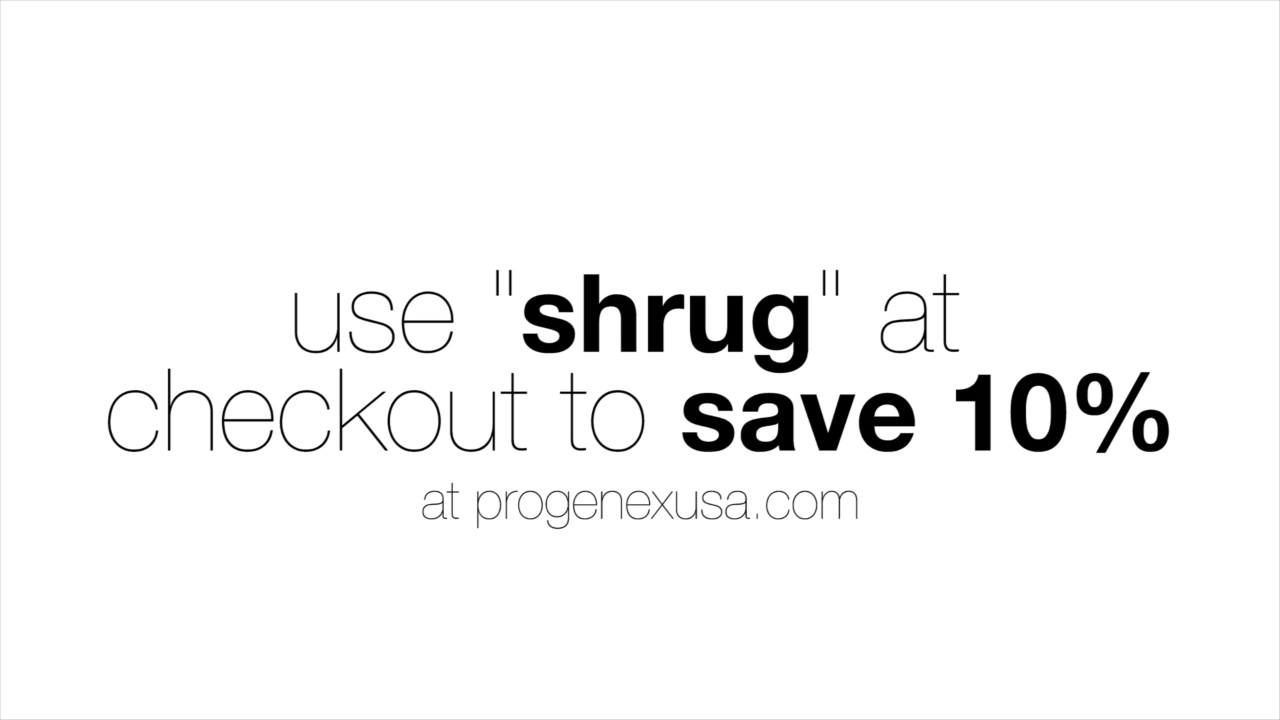 use "shrug" at
checkout to save 10%
at progenexusa.com